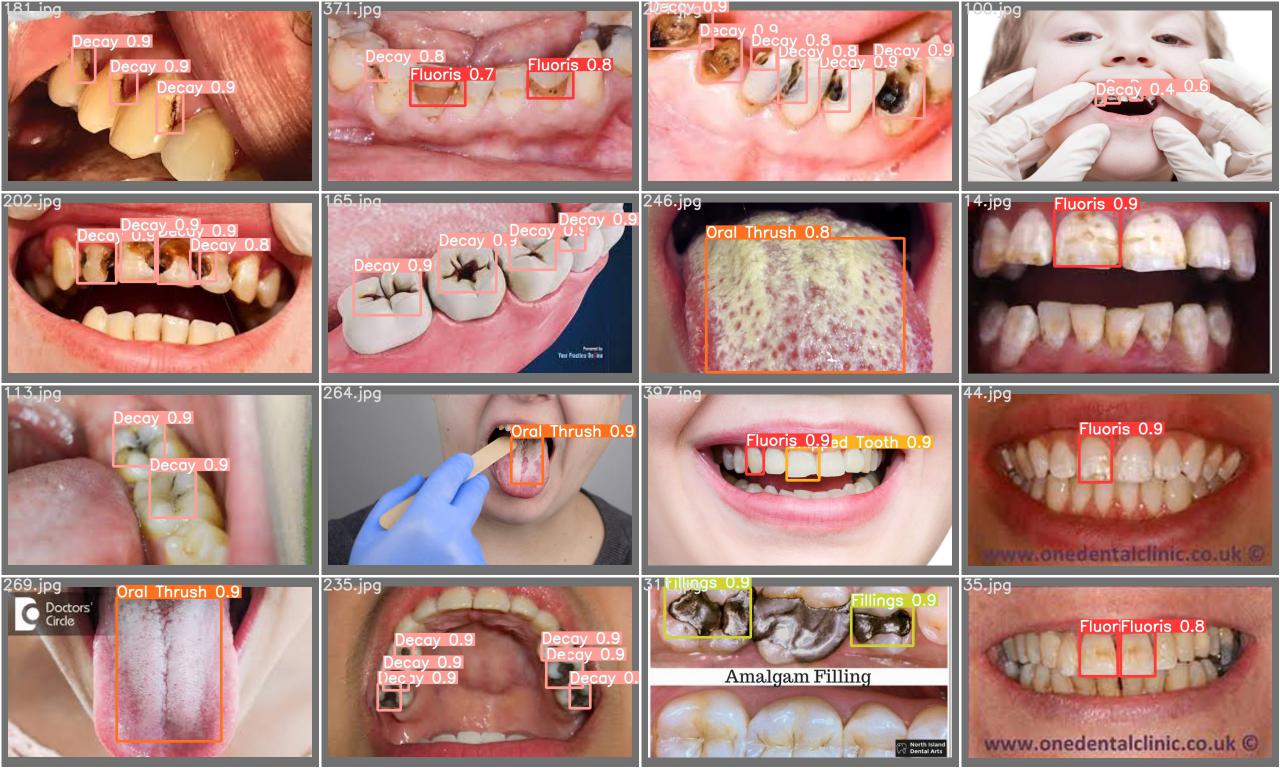 181.jpg
Decay 0.9
Decay 0.9
Decay 0.9
371.jpg
Decay 0.8
Fluoris 0.7
Fluoris 0.8
Decay 0.9
Decay 0.8
Decay 0.8
Decay 0.9
Decay 0.9
100.jpg
Decay 0.4
0.6
202.jpg
Decay 0.9
Decay 0.9
Decay 0.9
Decay 0.8
165.jpg
Decay 0.9
Decay 0.9
Decay 0.9
Decay 0.9
Powered by
Your Practice Online
246.jpg
Oral Thrush 0.8
14.jpg
Fluoris 0.9
113.jpg
Decay 0.9
Decay 0.9
264.jpg
Oral Thrush 0.9
397.jpg
Fluoris 0.9
ed Tooth 0.9
44.jpg
Fluoris 0.9
www.onedentalclinic.co.uk ©
269.jpg
Oral Thrush 0.9
Doctors'
Circle
235.jpg
Decay 0.9
Decay 0.9
Decay 0.9
Decay 0.9
Decay 0.9
Decay 0.
Fillings 0.9
Fillings 0.9
Amalgam Filling
North Island
Dental Arts
35.jpg
Fluor
Fluoris 0.8
www.onedentalclinic.co.uk ©